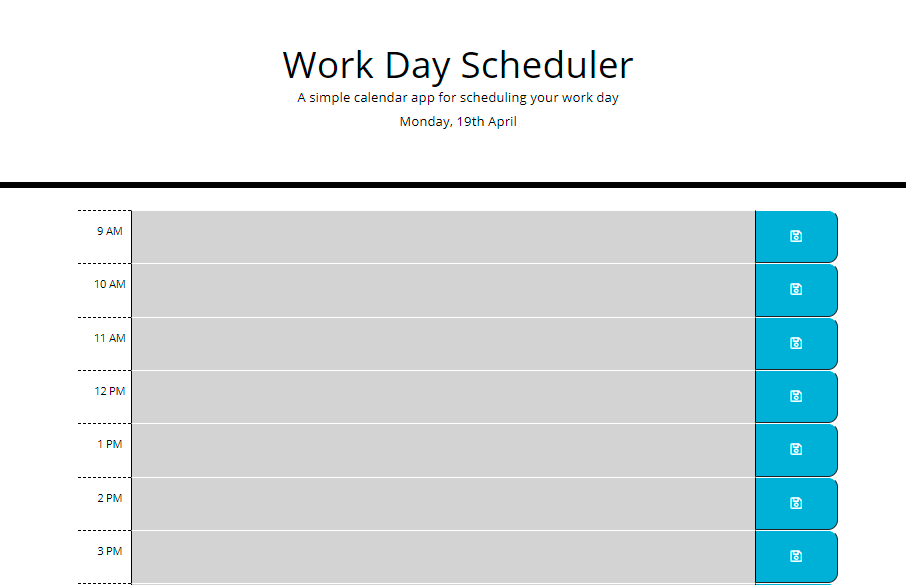 Work Day Scheduler
A simple calendar app for scheduling your work day
Monday, 19th April
9 AM
10 AM
11 AM
12 PM
1 PM
2 PM
3 PM